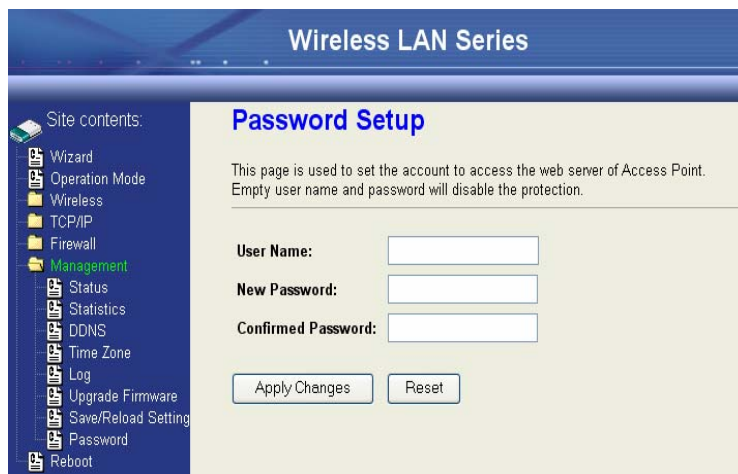 Wireless LAN Series
Site contents:
Wizard
Operation Mode
Wireless
TCP/IP
Firewall
Management
Status
Statistics
DDNS
Time Zone
Log
Upgrade Firmware
Save/Reload Setting
Password
Reboot
Password Setup
This page is used to set the account to access the web server of Access Point.
Empty user name and password will disable the protection.
User Name:
New Password:
Confirmed Password:
Apply Changes Reset